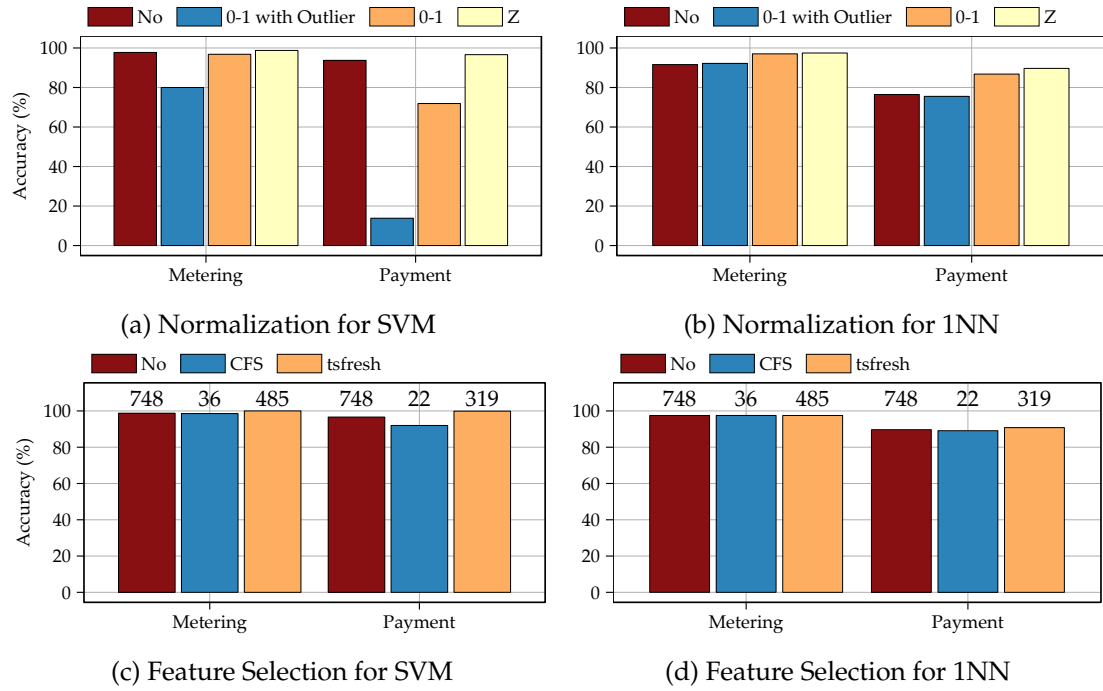 No 0-1 with Outlier 0-1 Z
Accuracy (%)
100
80
60
40
20
0
Metering Payment
(a) Normalization for SVM
No 0-1 with Outlier 0-1 Z
100
80
60
40
20
0
Metering Payment
(b) Normalization for 1NN
No CFS tsfresh
748 36 485 748 22 319
Accuracy (%)
100
80
60
40
20
0
Metering Payment
(c) Feature Selection for SVM
No CFS tsfresh
748 36 485 748 22 319
100
80
60
40
20
0
Metering Payment
(d) Feature Selection for 1NN